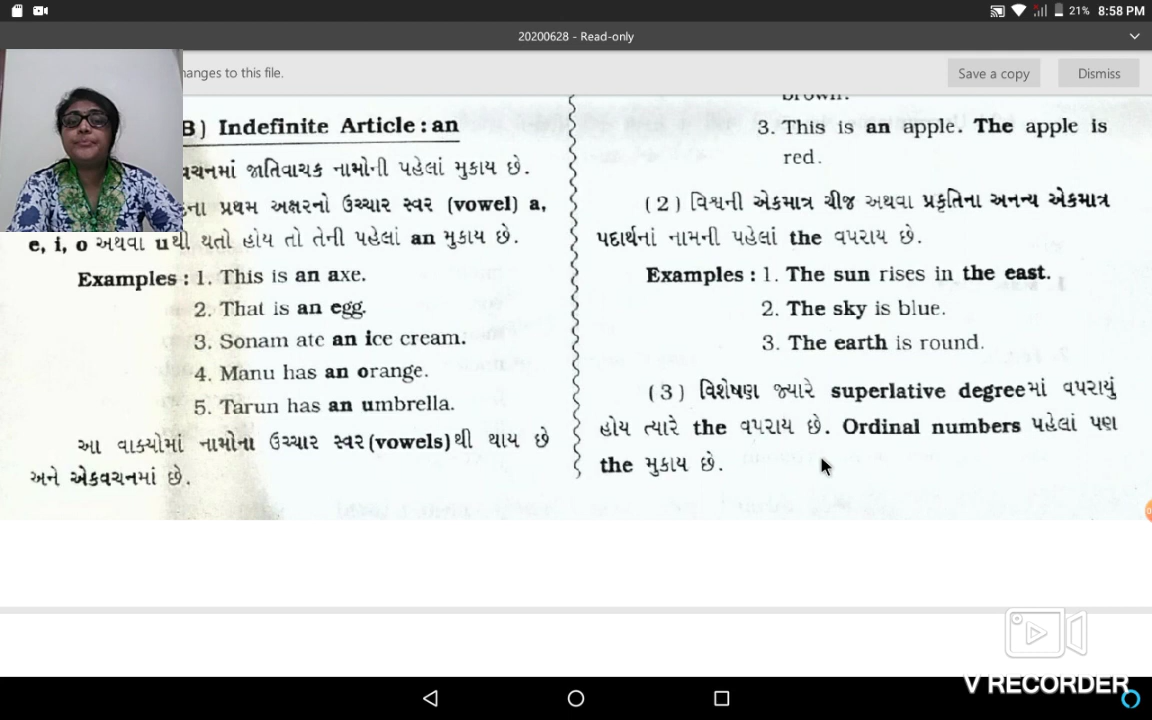 21% 8:58 PM
20200628 - Read-only
hanges to this file.
Save a copy
Dismiss
B) Indefinite Article : an
વચનમાં જાતિવાચક નામોની પહેલાં મુકાય છે.
ના પ્રથમ અક્ષરનો ઉચ્ચાર સ્વર (vowel) a,
e, i, o અથવા u થી થતો હોય તો તેની પહેલાં an મુકાય છે.
Examples : 1. This is an axe.
2. That is an egg.
3. Sonam ate an ice cream.
4. Manu has an orange.
5. Tarun has an umbrella.
આ વાક્યોમાં નામોના ઉચ્ચાર સ્વર (vowels) થી થાય છે
અને એકવચનમાં છે.
brown.
3. This is an apple. The apple is
red.
(2) વિશ્વની એકમાત્ર ચીજ અથવા પ્રકૃતિના અનન્ય એકમાત્ર
પદાર્થનાં નામની પહેલાં the વપરાય છે.
Examples : 1. The sun rises in the east.
2. The sky is blue.
3. The earth is round.
(3) વિશેષણ જ્યારે superlative degreeમાં વપરાયું
હોય ત્યારે the વપરાય છે. Ordinal numbers પહેલાં પણ
the મુકાય છે.
V RECORDER